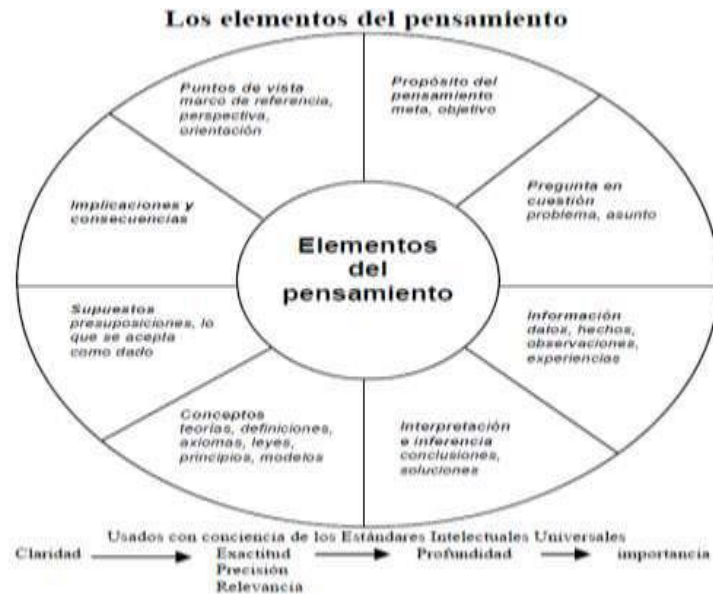 Los elementos del pensamiento
Puntos de vista
marco de referencia,
perspectiva,
orientación
Propósito del
pensamiento
meta, objetivo
Pregunta en
cuestión
problema, asunto
Información
datos, hechos,
observaciones,
experiencias
Interpretación
e inferencia
conclusiones,
soluciones
Conceptos
teorías, definiciones,
axiomas, leyes,
principios, modelos
Supuestos
presuposiciones, lo
que se acepta
como dado
Implicaciones y
consecuencias
Elementos
del
pensamiento
Usados con conciencia de los Estándares Intelectuales Universales
Claridad
Exactitud
Precisión
Relevancia
Profundidad
importancia